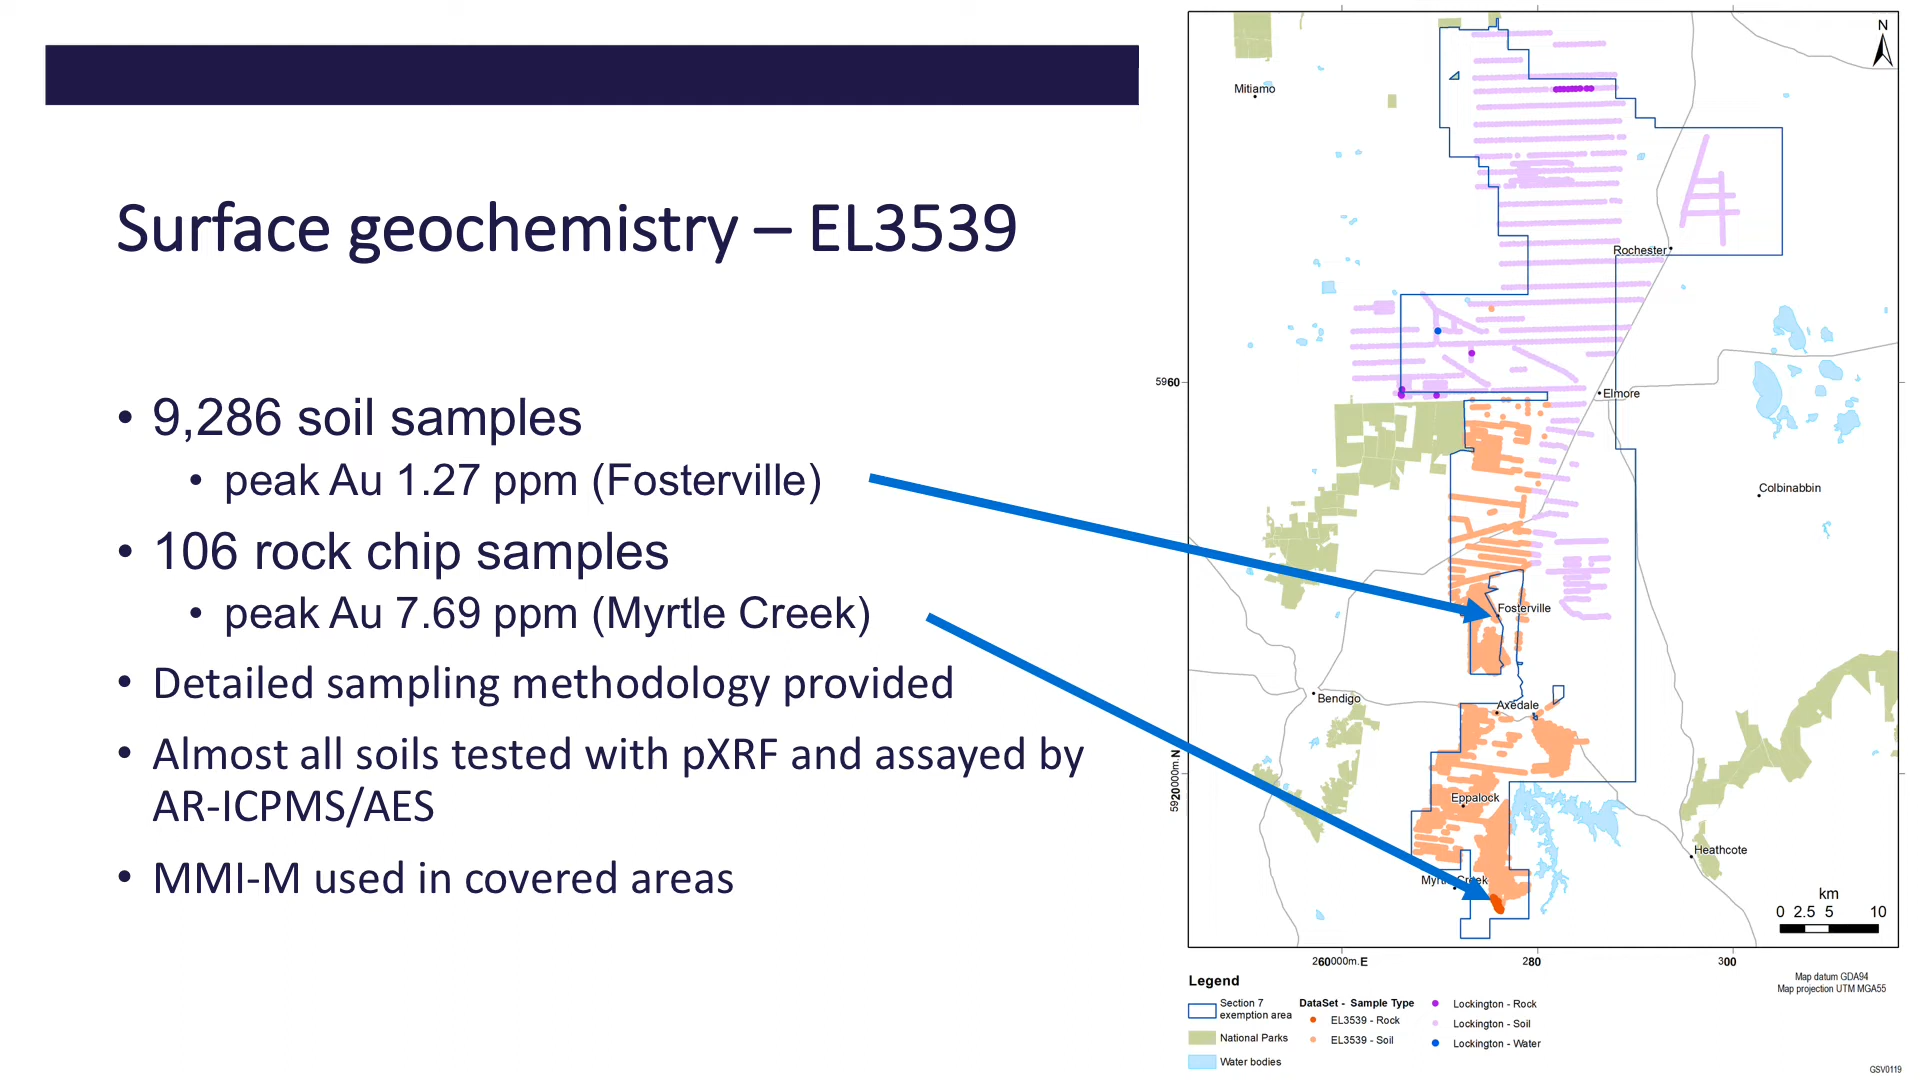 Surface geochemistry – EL3539
• 9,286 soil samples
• peak Au 1.27 ppm (Fosterville)
• 106 rock chip samples
• peak Au 7.69 ppm (Myrtle Creek)
• Detailed sampling methodology provided
• Almost all soils tested with pXRF and assayed by
AR-ICPMS/AES
• MMI-M used in covered areas
N
Mitiamo
Rochester
5960
Elmore
Colbinabbin
Fosterville
Bendigo
Axedale
5920000m.N
Eppalock
Heathcote
Myrtle Creek
km
0 2.5 5 10
260000m.E 280 300
Map datum GDA94
Map projection UTM MGA55
Legend
Section 7
exemption area
National Parks
Water bodies
DataSet - Sample Type
EL3539 - Rock
EL3539 - Soil
Lockington - Rock
Lockington - Soil
Lockington - Water
GSV0119